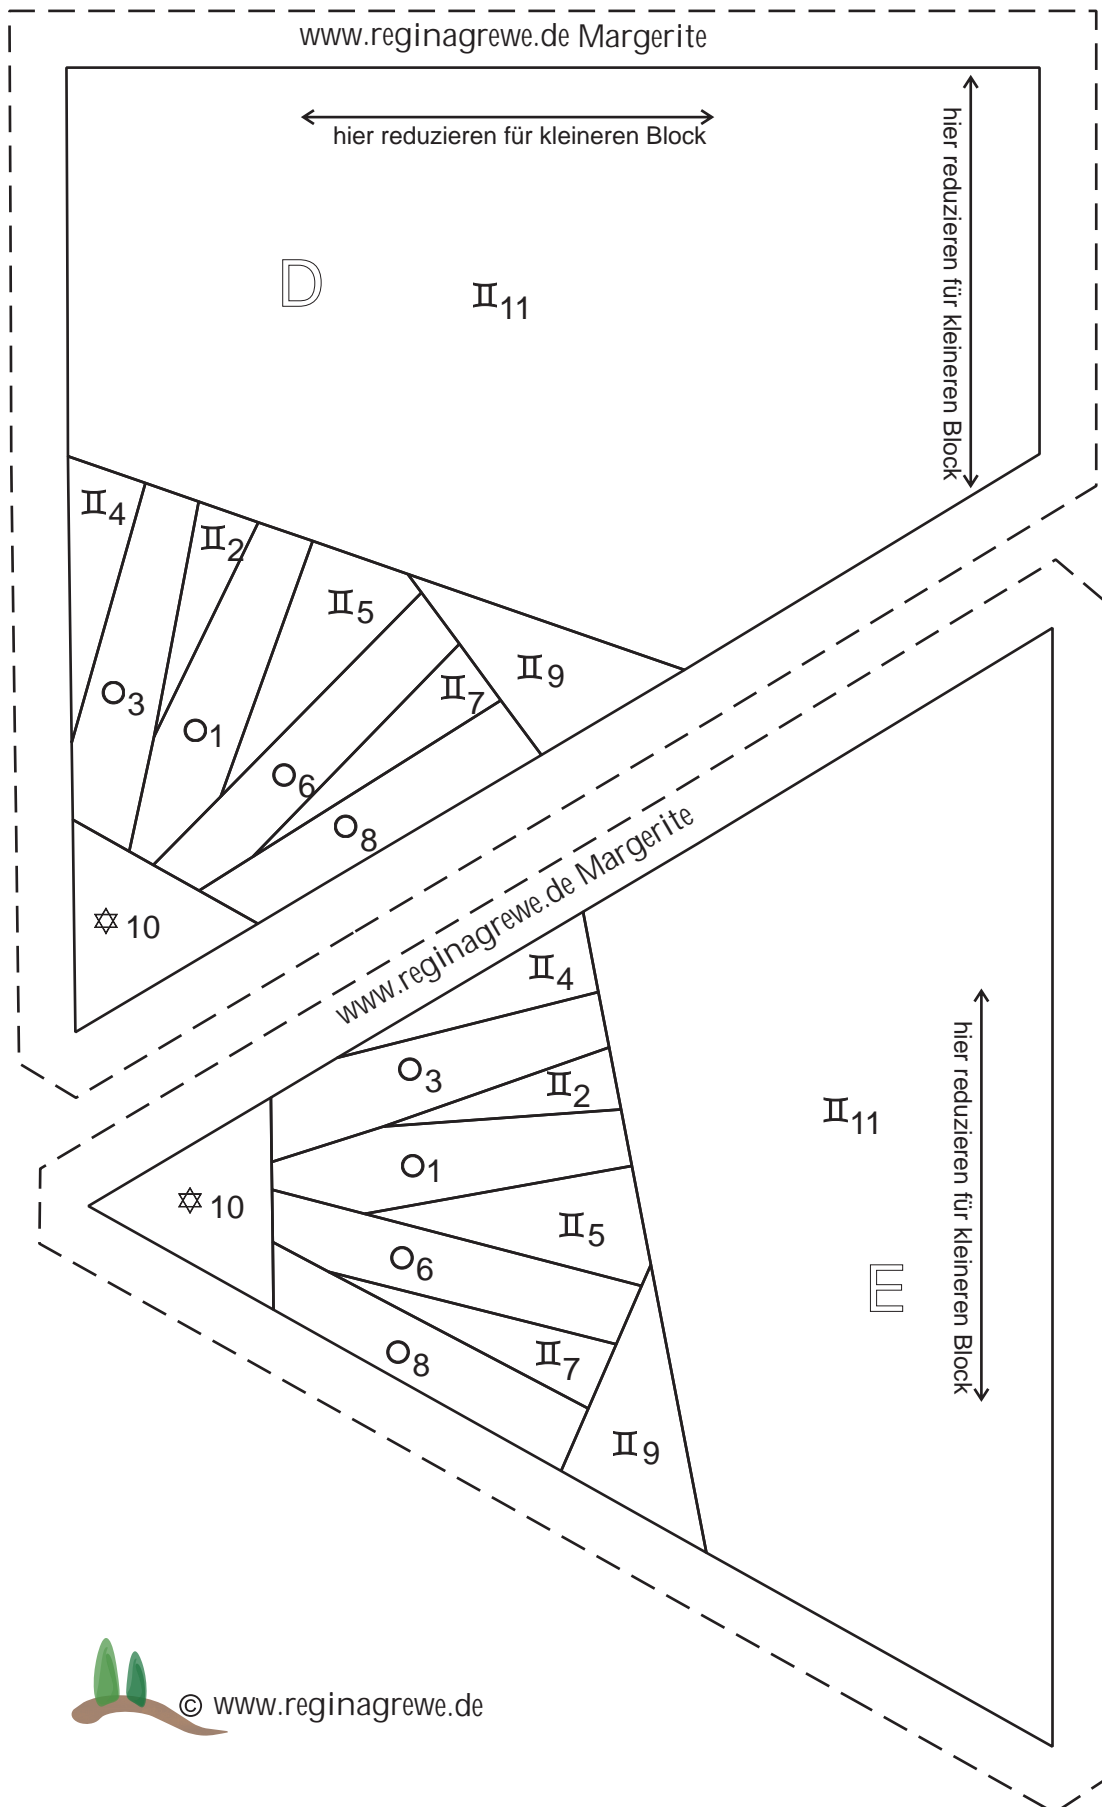 www.reginagrewe.de Margerite
hier reduzieren für kleineren Block
hier reduzieren für kleineren Block
D
♊11
♊4
♊2
♊5
♊9
♊7
○3
○1
○6
○8
✡ 10
www.reginagrewe.de Margerite
♊4
○3
♊2
♊11
○1
✡ 10
♊5
○6
hier reduzieren für kleineren Block
E
♊7
○8
♊9
© www.reginagrewe.de